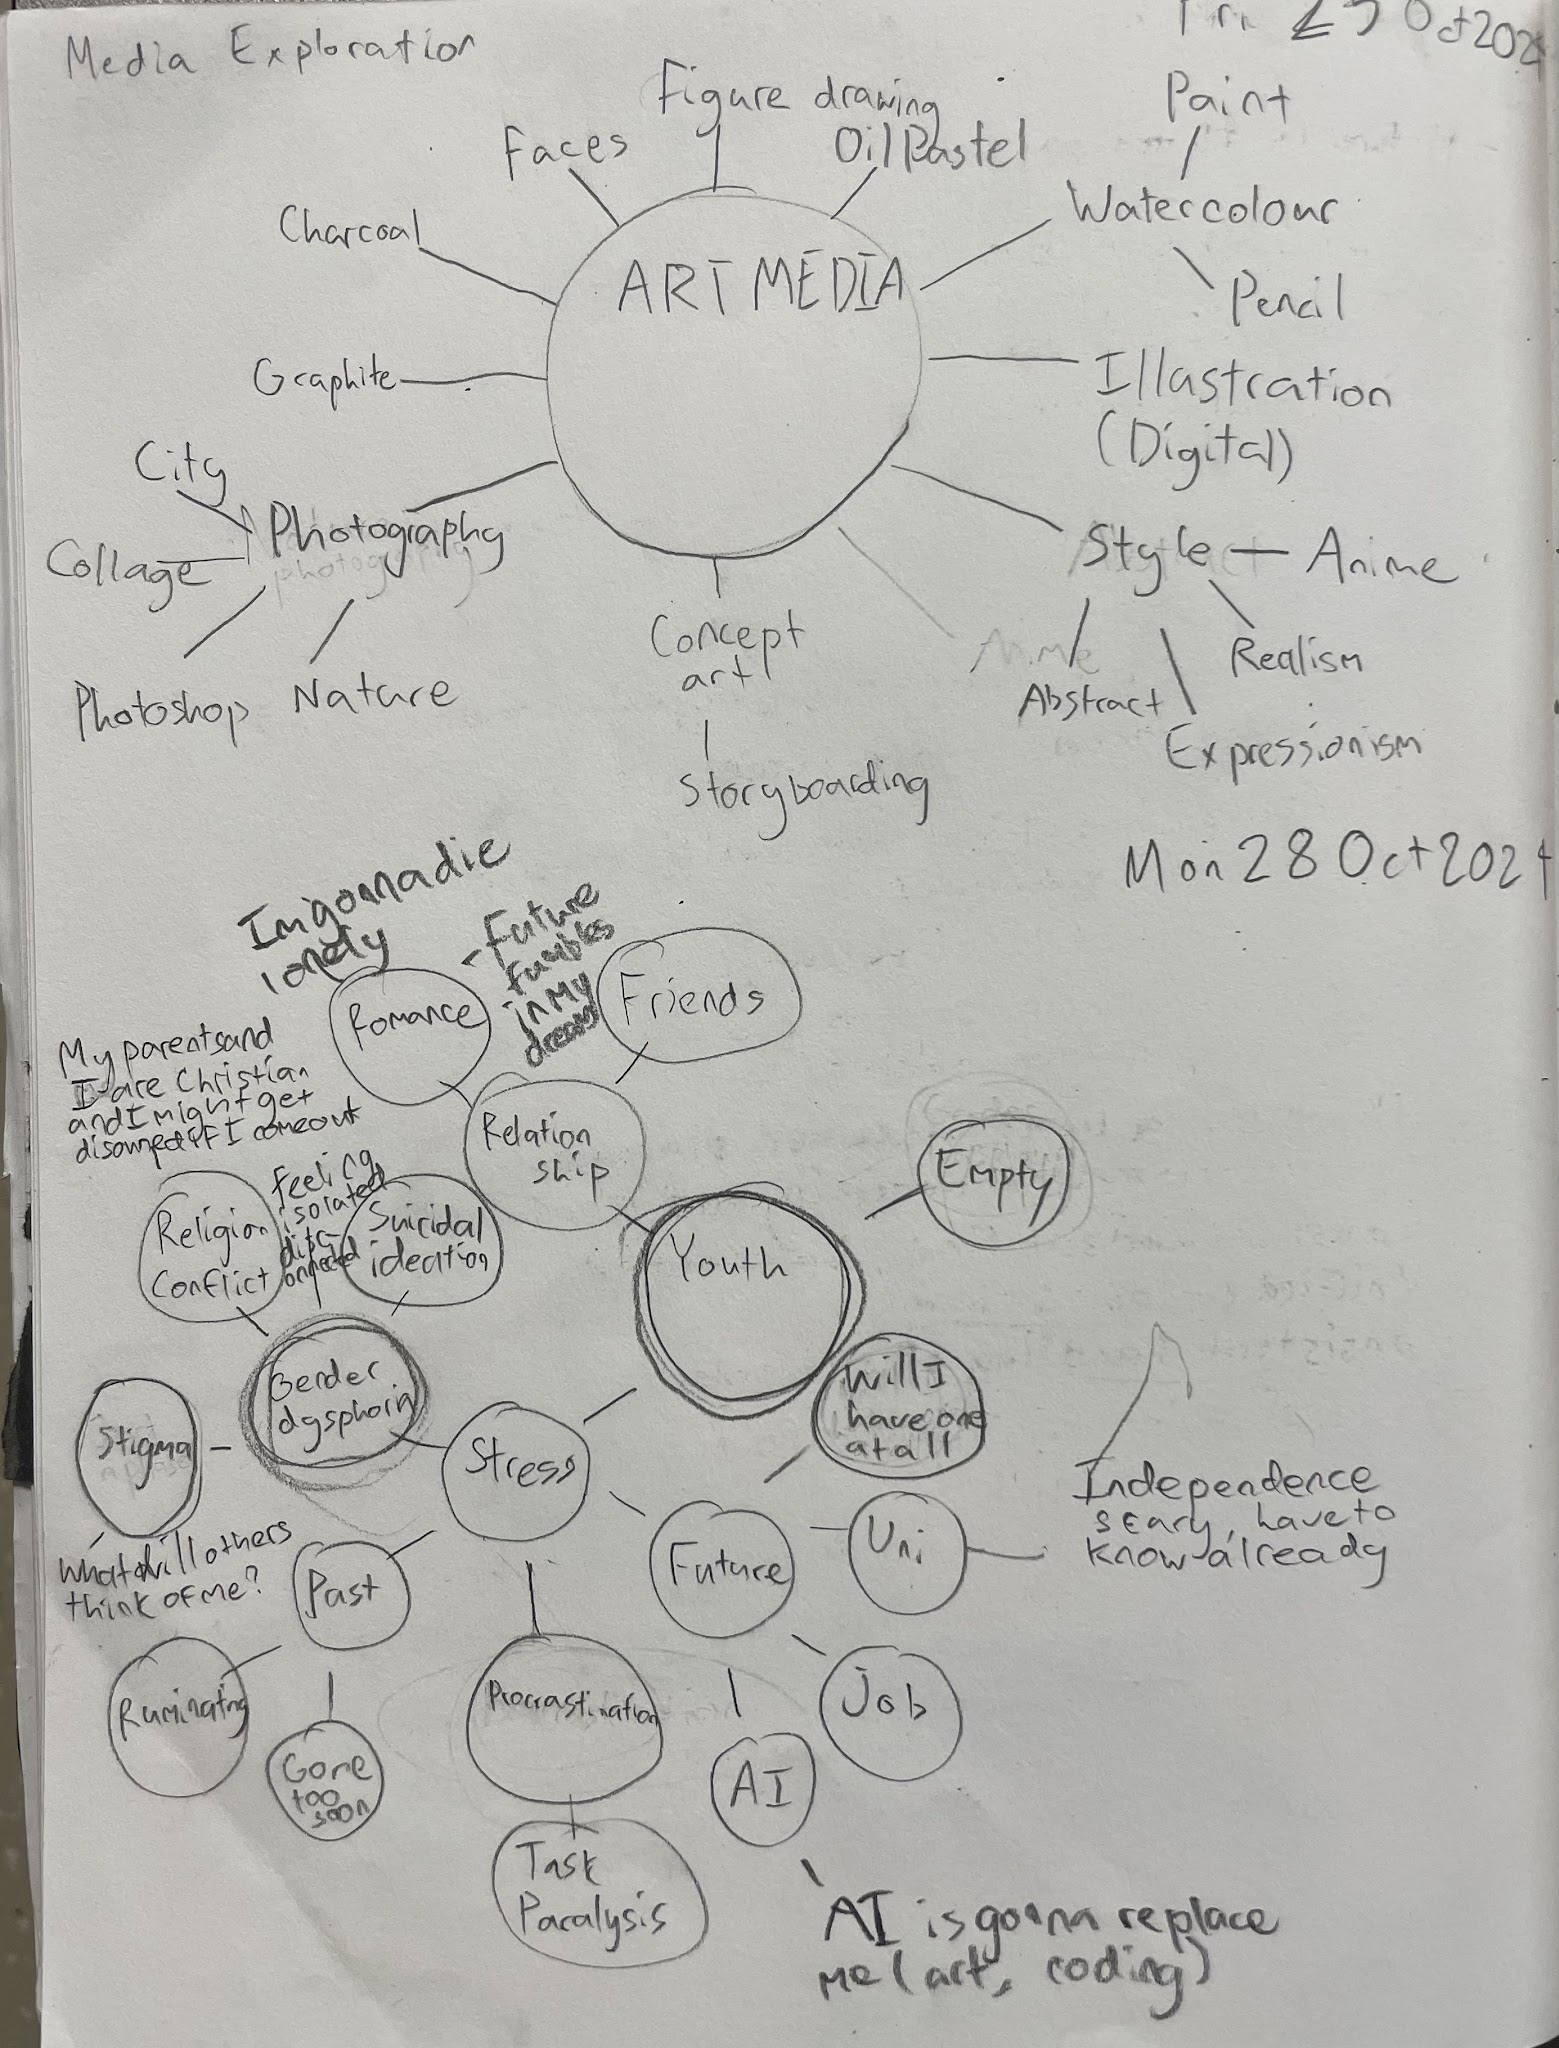 Media Exploration
Oct 2024
Figure drawing
Faces
Oil Pastel
Paint
Charcoal
Watercolour
ART MEDIA
Pencil
Graphite
Illustration
(Digital)
City
Photography
photography
Collage
Style
Anime
Concept
art
Anime
Abstract
Realism
Photoshop
Nature
Expressionism
Storyboarding
Mon 28 Oct 2024
Im gonna die
lonely
- Future
fumbles
in my
dreams
Romance
Friends
My parents and
I are Christian
and I might get
disowned if I come out
Relation
ship
Empty
Feeling
isolated
Religion
Conflict
Suicidal
ideation
Youth
Gender
dysphoria
Will I
have one
at all
Stigma
Stress
Independence
scary, have to
know already
What will others
think of me?
Past
Future
Uni
Ruminating
Gone
too
soon
Procrastination
Job
AI
Task
Paralysis
AI is gonna replace
me (art, coding)